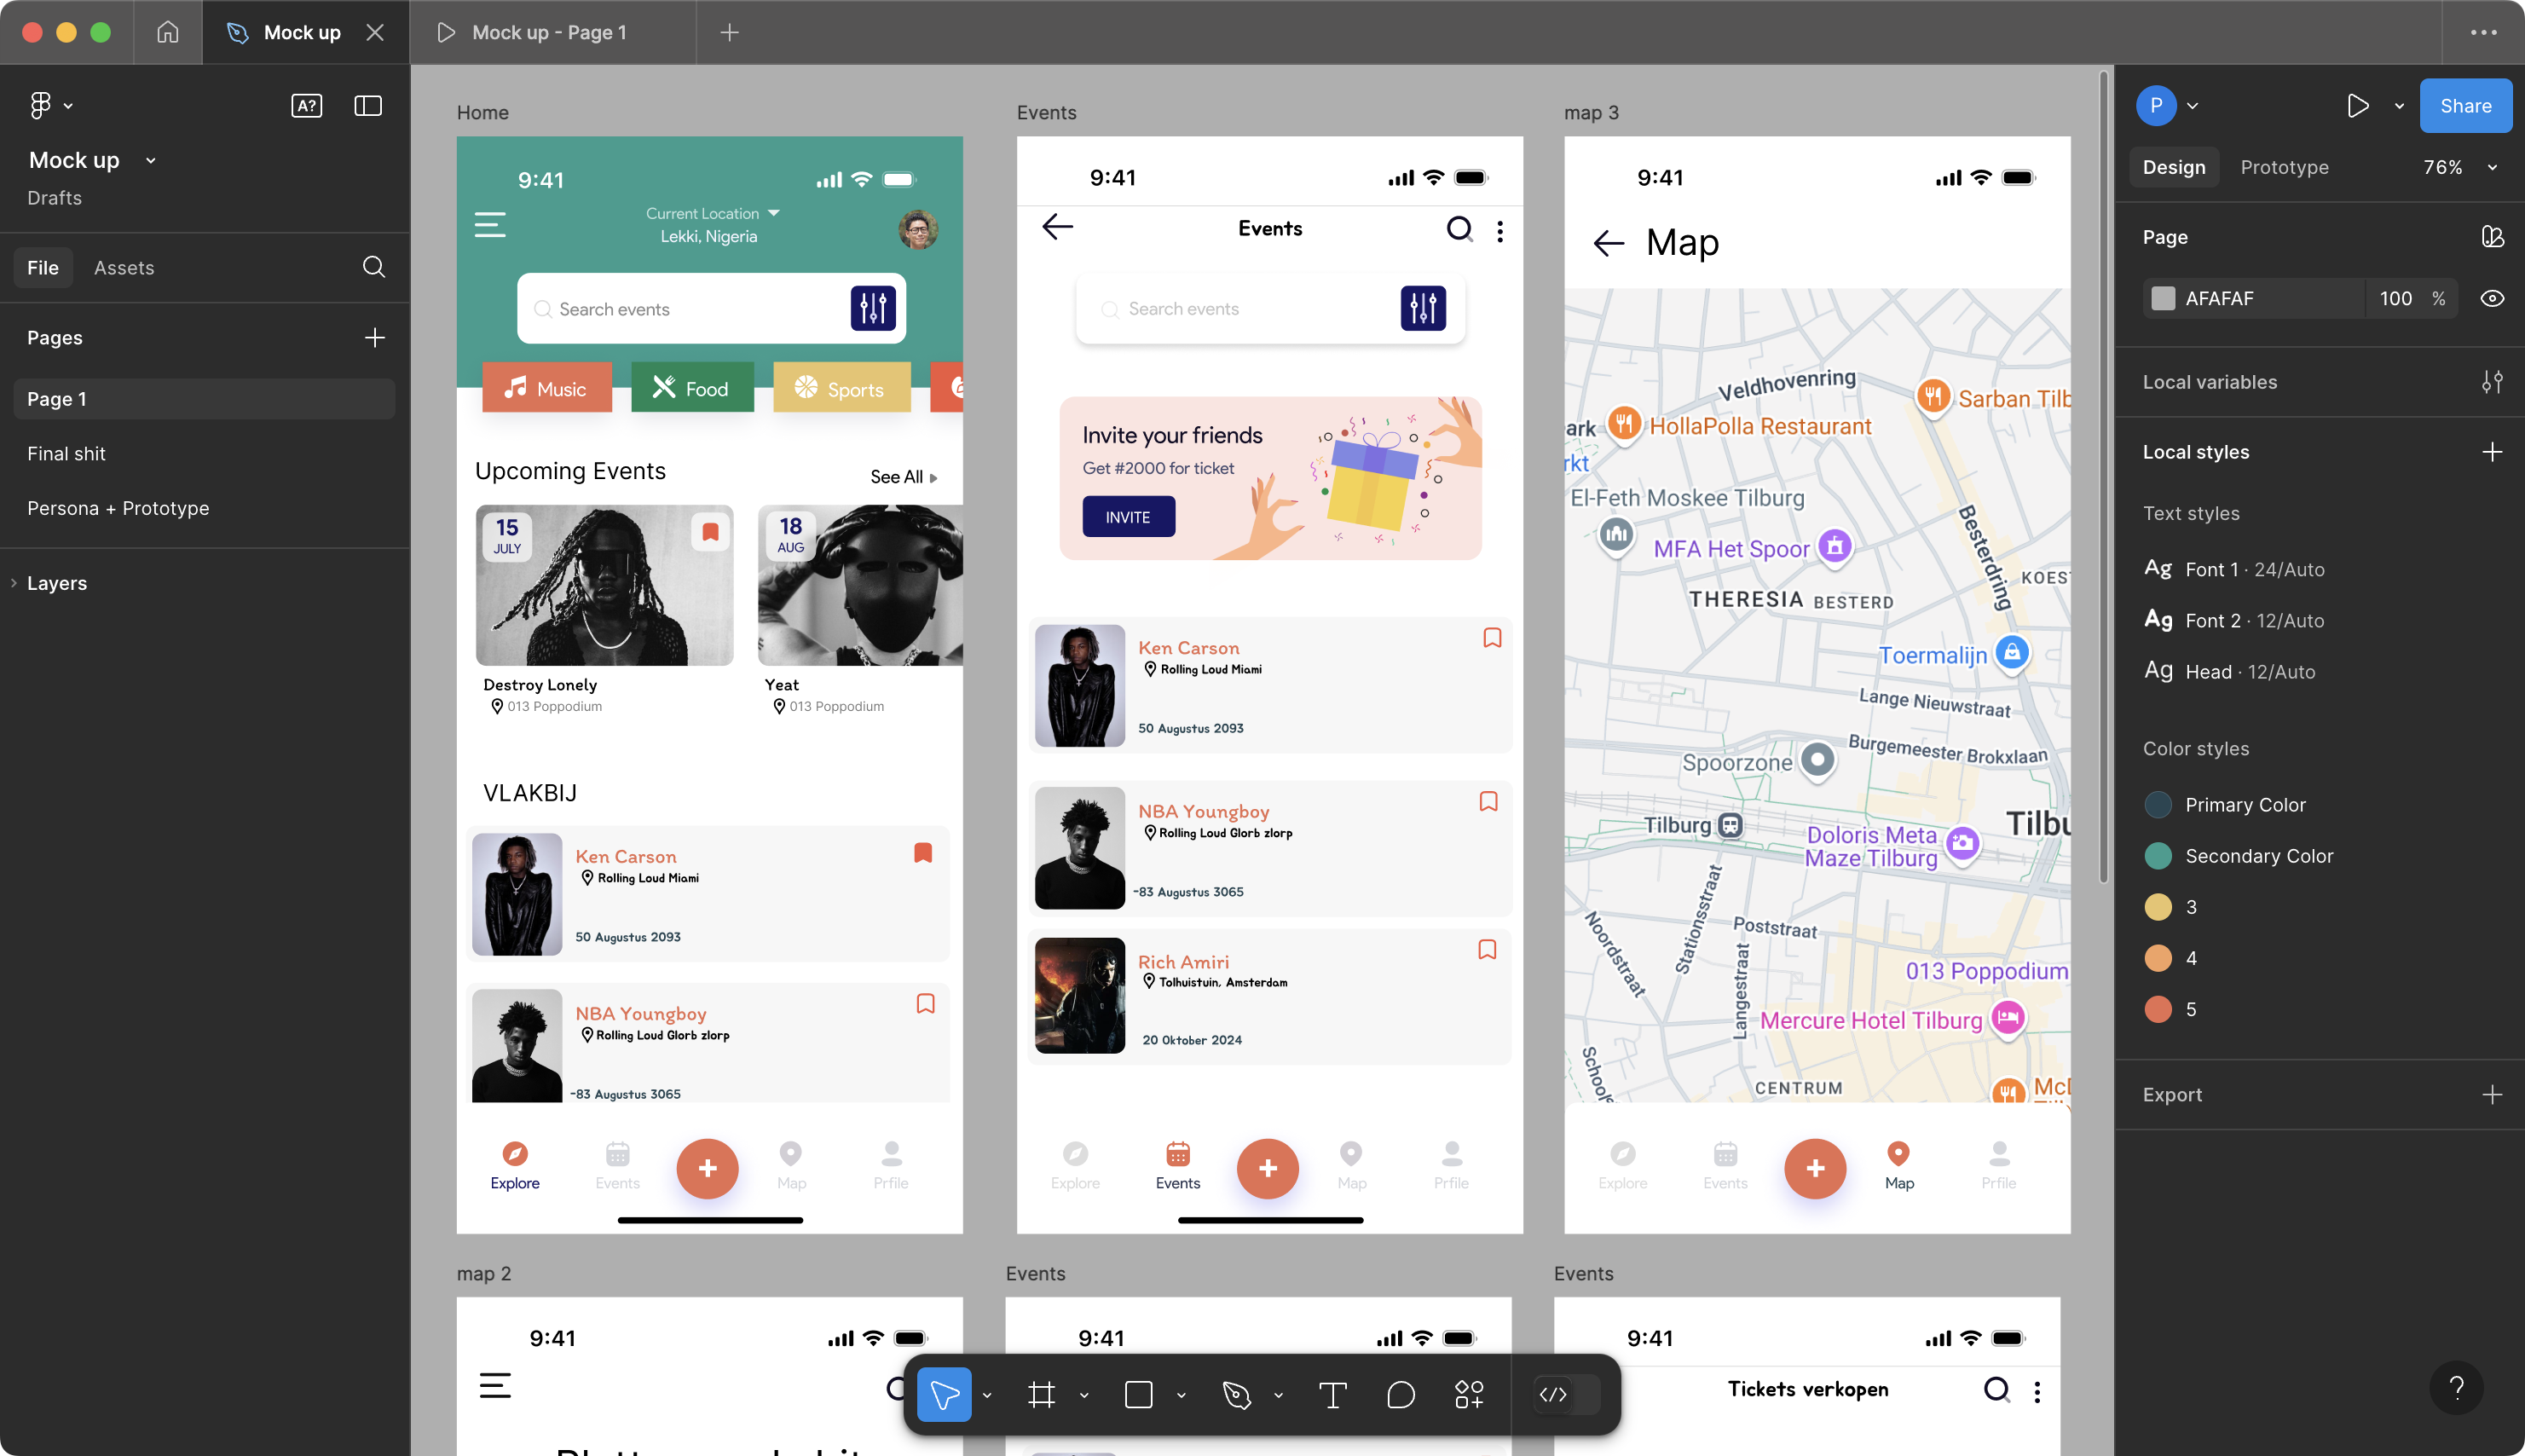 Mock up
Mock up - Page 1
A?
Mock up
Drafts
File
Assets
Pages
Page 1
Final shit
Persona + Prototype
Layers
Home
9:41
Current Location
Lekki, Nigeria
Search events
Music
Food
Sports
Upcoming Events
See All
15
JULY
18
AUG
Destroy Lonely
013 Poppodium
Yeat
013 Poppodium
VLAKBIJ
Ken Carson
Rolling Loud Miami
50 Augustus 2093
NBA Youngboy
Rolling Loud Glorb zlorp
-83 Augustus 3065
Explore
Events
Map
Prfile
Events
9:41
Events
Search events
Invite your friends
Get #2000 for ticket
INVITE
Ken Carson
Rolling Loud Miami
50 Augustus 2093
NBA Youngboy
Rolling Loud Glorb zlorp
-83 Augustus 3065
Rich Amiri
Tolhuistuin, Amsterdam
20 Oktober 2024
Explore
Events
Map
Prfile
map 3
9:41
Map
Veldhovenring
Sarban Tilb
ark
HollaPolla Restaurant
rkt
El-Feth Moskee Tilburg
Besterdring
MFA Het Spoor
KOEST
THERESIA
BESTERD
Toermalijn
Lange Nieuwstraat
Burgemeester Brokxlaan
Spoorzone
Tilburg
Tilbu
Doloris Meta
Maze Tilburg
Stationsstraat
Noordstraat
Poststraat
Langestraat
013 Poppodium
Mercure Hotel Tilburg
Schools
CENTRUM
McD
Explore
Events
Map
Prfile
map 2
9:41
Events
9:41
Events
9:41
Tickets verkopen
P
Share
Design
Prototype
76%
Page
AFAFAF
100
%
Local variables
Local styles
Text styles
Ag Font 1 · 24/Auto
Ag Font 2 · 12/Auto
Ag Head · 12/Auto
Color styles
Primary Color
Secondary Color
3
4
5
Export
?